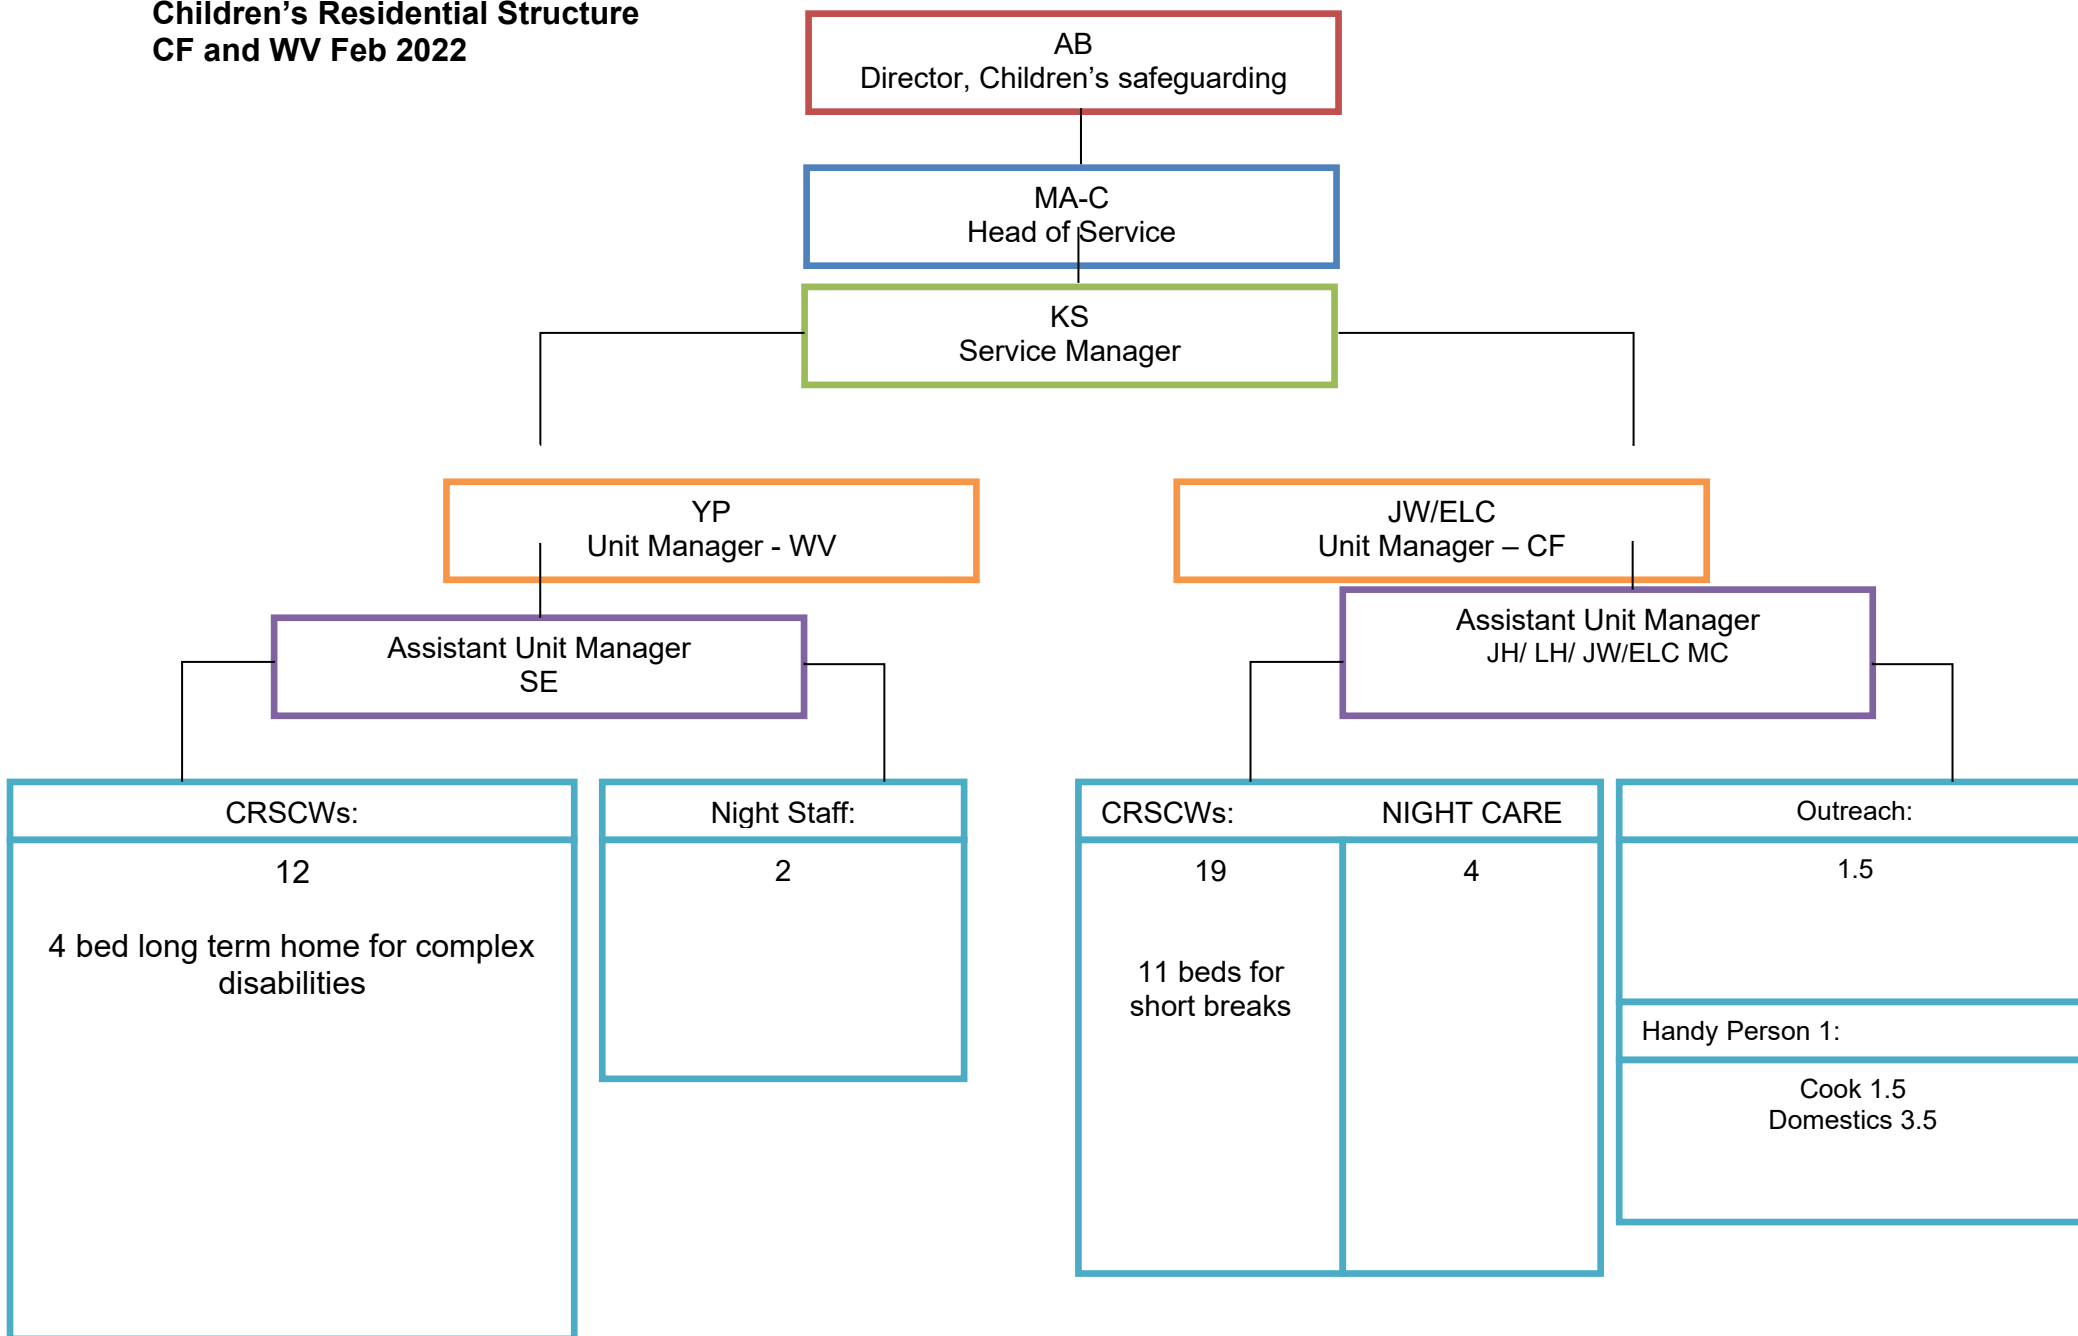 Children’s Residential Structure
CF and WV Feb 2022
AB
Director, Children’s safeguarding
MA-C
Head of Service
KS
Service Manager
YP
Unit Manager - WV
JW/ELC
Unit Manager – CF
Assistant Unit Manager
SE
Assistant Unit Manager
JH/ LH/ JW/ELC MC
CRSCWs:
12
4 bed long term home for complex
disabilities
Night Staff:
2
CRSCWs: NIGHT CARE
19
4
11 beds for
short breaks
Outreach:
1.5
Handy Person 1:
Cook 1.5
Domestics 3.5